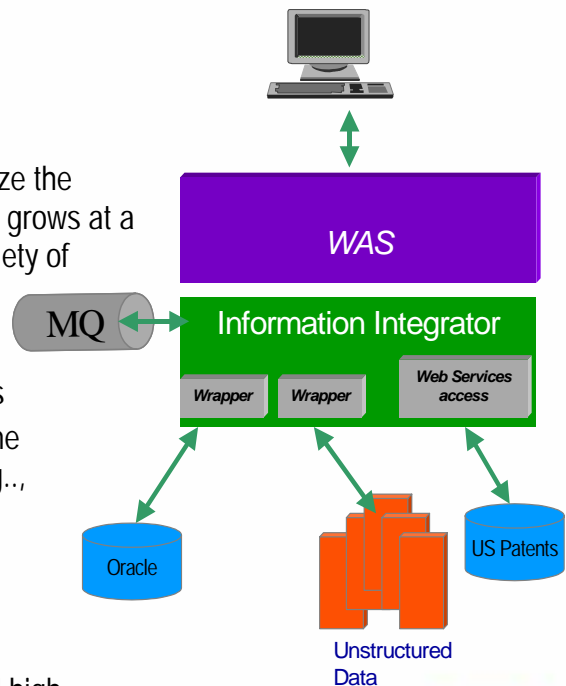 ze the
grows at a
WAS
ety of
MQ
Information Integrator
Wrapper
Wrapper
Web Services
access
s
ne
g..,
Oracle
US Patents
Unstructured
Data
high